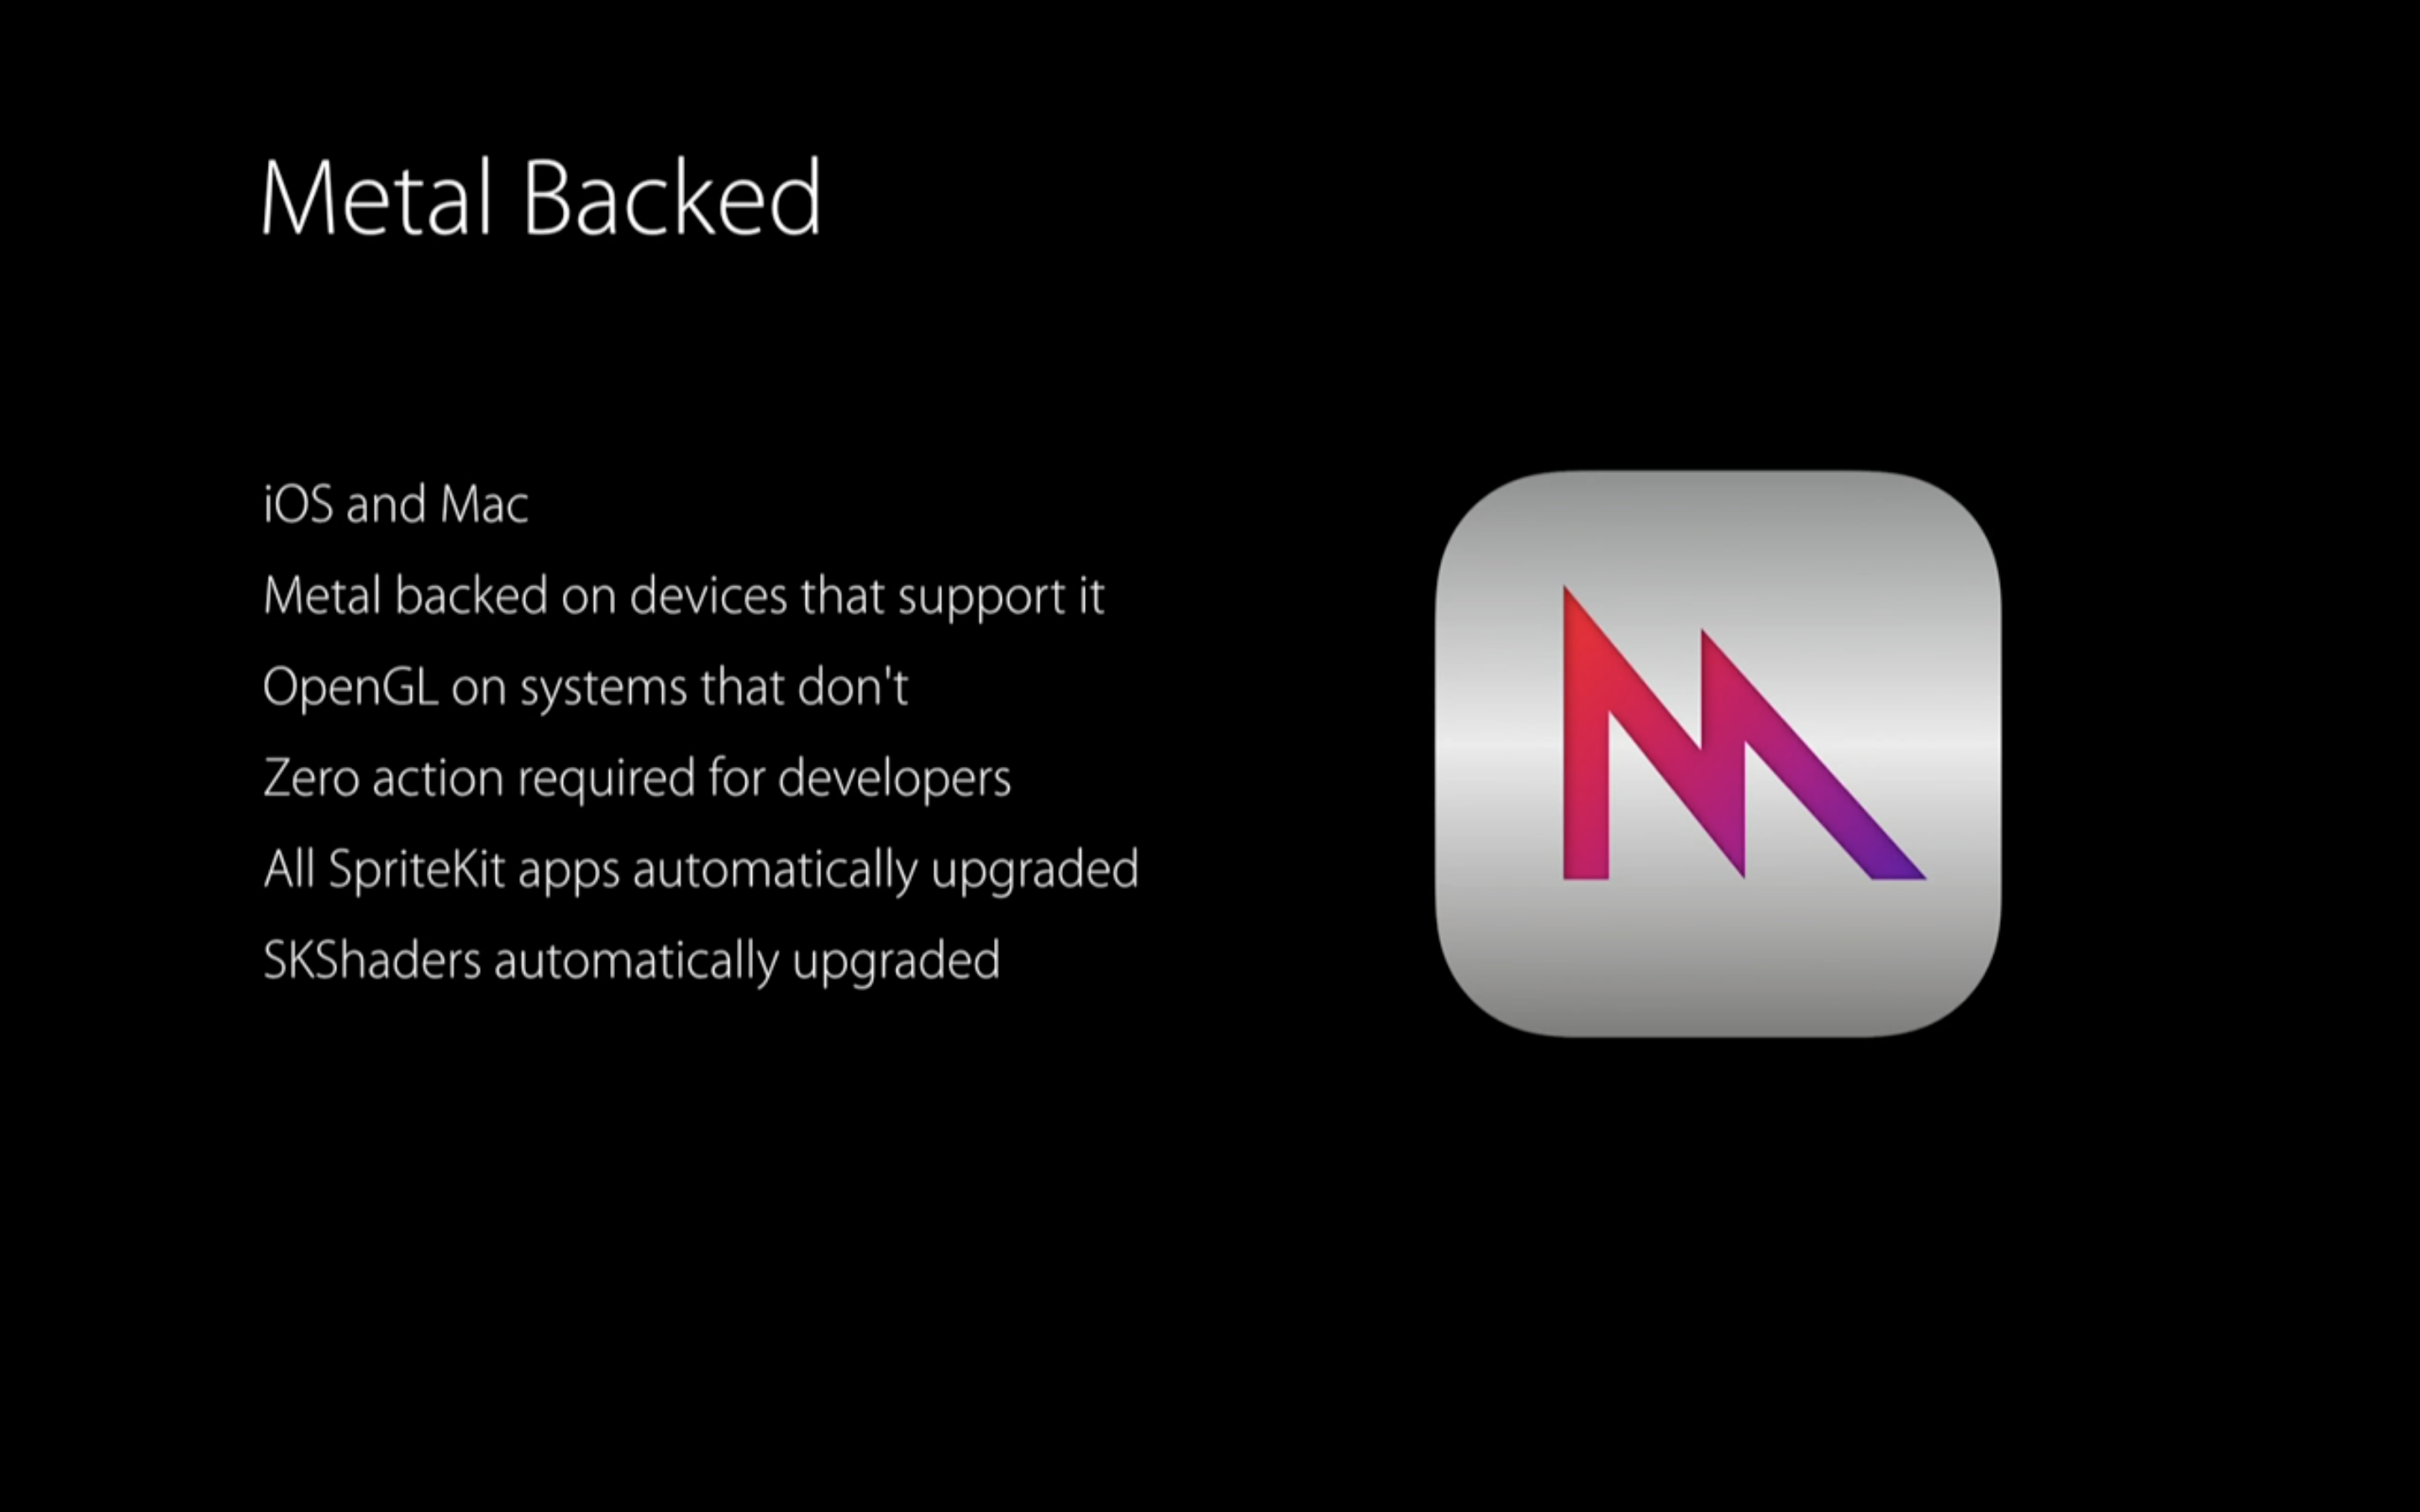 Metal Backed
iOS and Mac
Metal backed on devices that support it
OpenGL on systems that don't
Zero action required for developers
All SpriteKit apps automatically upgraded
SKShaders automatically upgraded